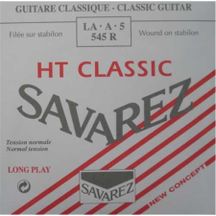 GUITARE CLASSIQUE - CLASSIC GUITAR
Filée sur stabilon
LA - A - 5
545 R
Wound on stabilon
HT CLASSIC
SAVAREZ
Tension normale
Normal tension
LONG PLAY
SAVAREZ
NEW CONCEPT